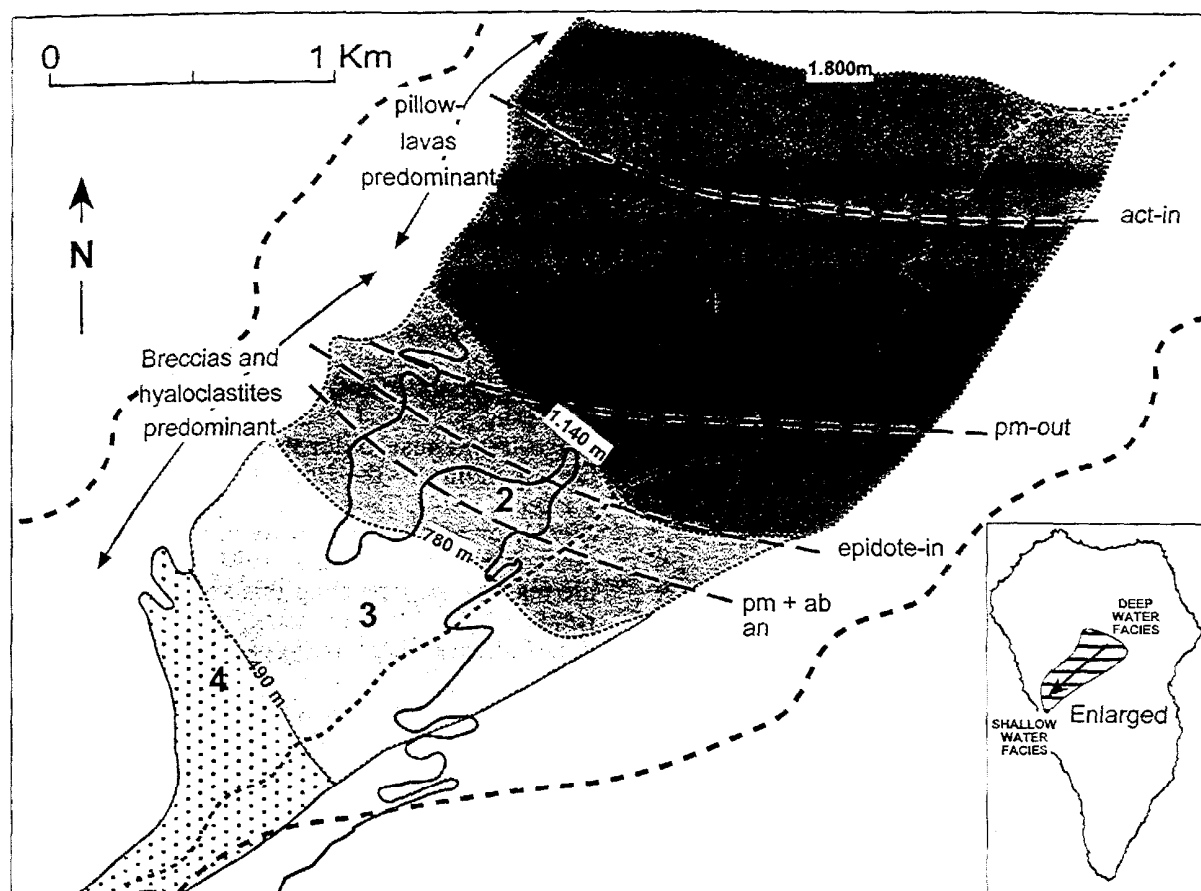 0 1 Km
1.800m
pillow-
lavas
predominant
N
act-in
Breccias and
hyaloclastites
predominant
1.140 m
pm-out
2
780 m
epidote-in
pm + ab
an
3
4
490 m
DEEP
WATER
FACIES
Enlarged
SHALLOW
WATER
FACIES